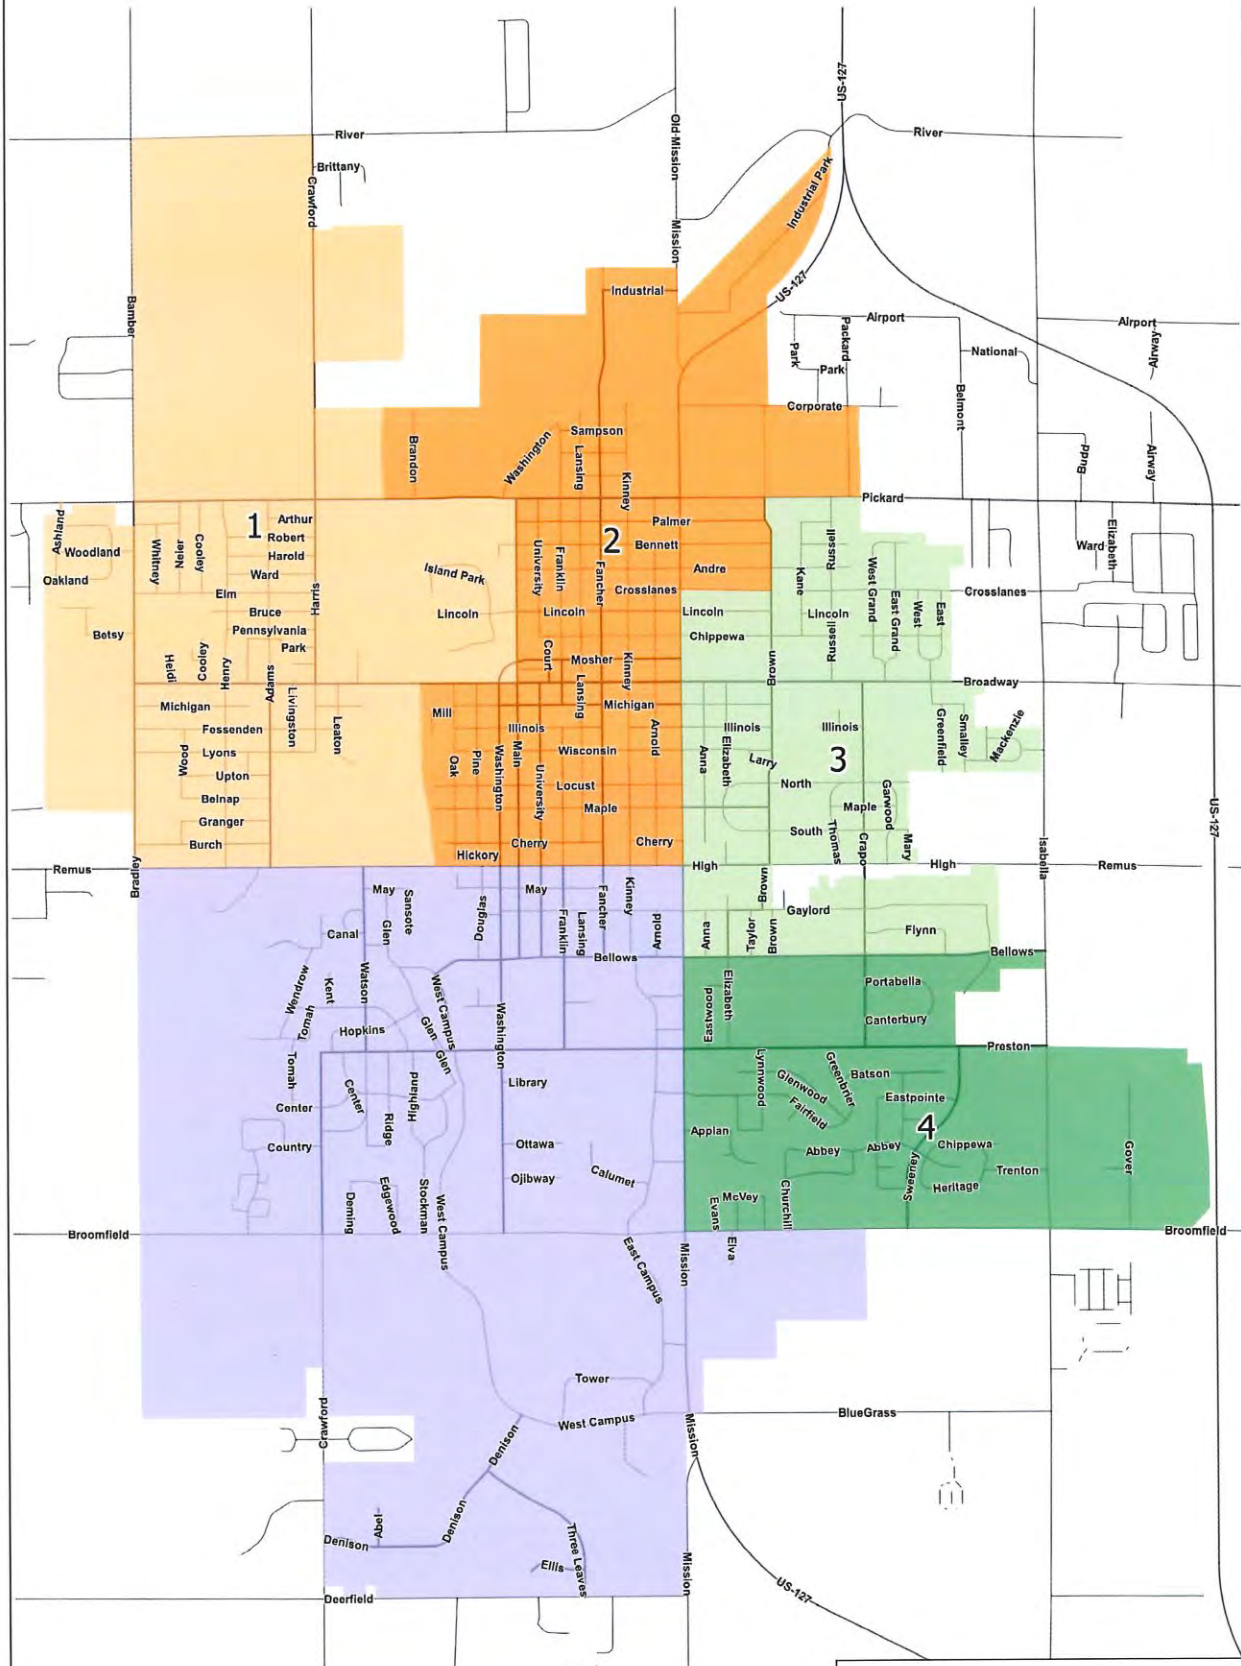 US-127
River
River
Old Mission
Brittany
Crawford
Industrial Park
Mission
US-127
Industrial
Bamber
Airport
Airport
Packard
Park
Park
National
Airway
Belmont
Corporate
Brandon
Washington
Sampson
Lansing
Kinney
Budd
Airway
Pickard
Ashland
1
Arthur
Robert
Harold
Ward
Woodland
Oakland
Whitney
Neier
Cooley
Elm
Harris
Bruce
Pennsylvania
Park
Betsy
Island Park
Lincoln
2
Palmer
Bennett
Andre
University
Franklin
Fancher
Crosslanes
Lincoln
Lincoln
Chippewa
Kane
Russell
West Grand
East Grand
West
East
Lincoln
Russell
Crosslanes
Ward
Elizabeth
Heidi
Cooley
Henry
Adams
Livingston
Court
Mosher
Kinney
Brown
Broadway
Michigan
Fessenden
Lyons
Wood
Upton
Belnap
Granger
Burch
Leaton
Mill
Lansing
Michigan
Illinois
Main
Wisconsin
Arnold
Oak
Pine
Washington
University
Locust
Maple
Cherry
Cherry
Hickory
Illinois
Illinois
Elizabeth
Anna
Larry
3
Greenfield
Smalley
Mackenzie
North
Garwood
Maple
South
Thomas
Crapo
Mary
US-127
Isabella
Remus
Bradley
High
High
Remus
May
Sansote
Glen
Canal
Douglas
May
Franklin
Lansing
Fancher
Kinney
Arnold
Brown
Gaylord
Anna
Taylor
Brown
Flynn
Bellows
Bellows
Wendrow
Kent
Watson
Tomah
Hopkins
West Campus
Glen
Glen
Washington
Elizabeth
Eastwood
Portabella
Canterbury
Preston
Tomah
Center
Center
Highland
Ridge
Country
Library
Ottawa
Ojibway
Calumet
Lynnwood
Glenwood
Greenbrier
Batson
Fairfield
Eastpointe
4
Appian
Abbey
Abbey
Chippewa
Trenton
Sweeney
Heritage
Gover
Deming
Edgewood
Stockman
West Campus
McVey
Evans
Churchill
Elva
Broomfield
Broomfield
East Campus
Mission
Tower
West Campus
BlueGrass
Crawford
Mission
Denison
Denison
Abel
Denison
Three Leaves
Ellis
Mission
US-127
Deerfield